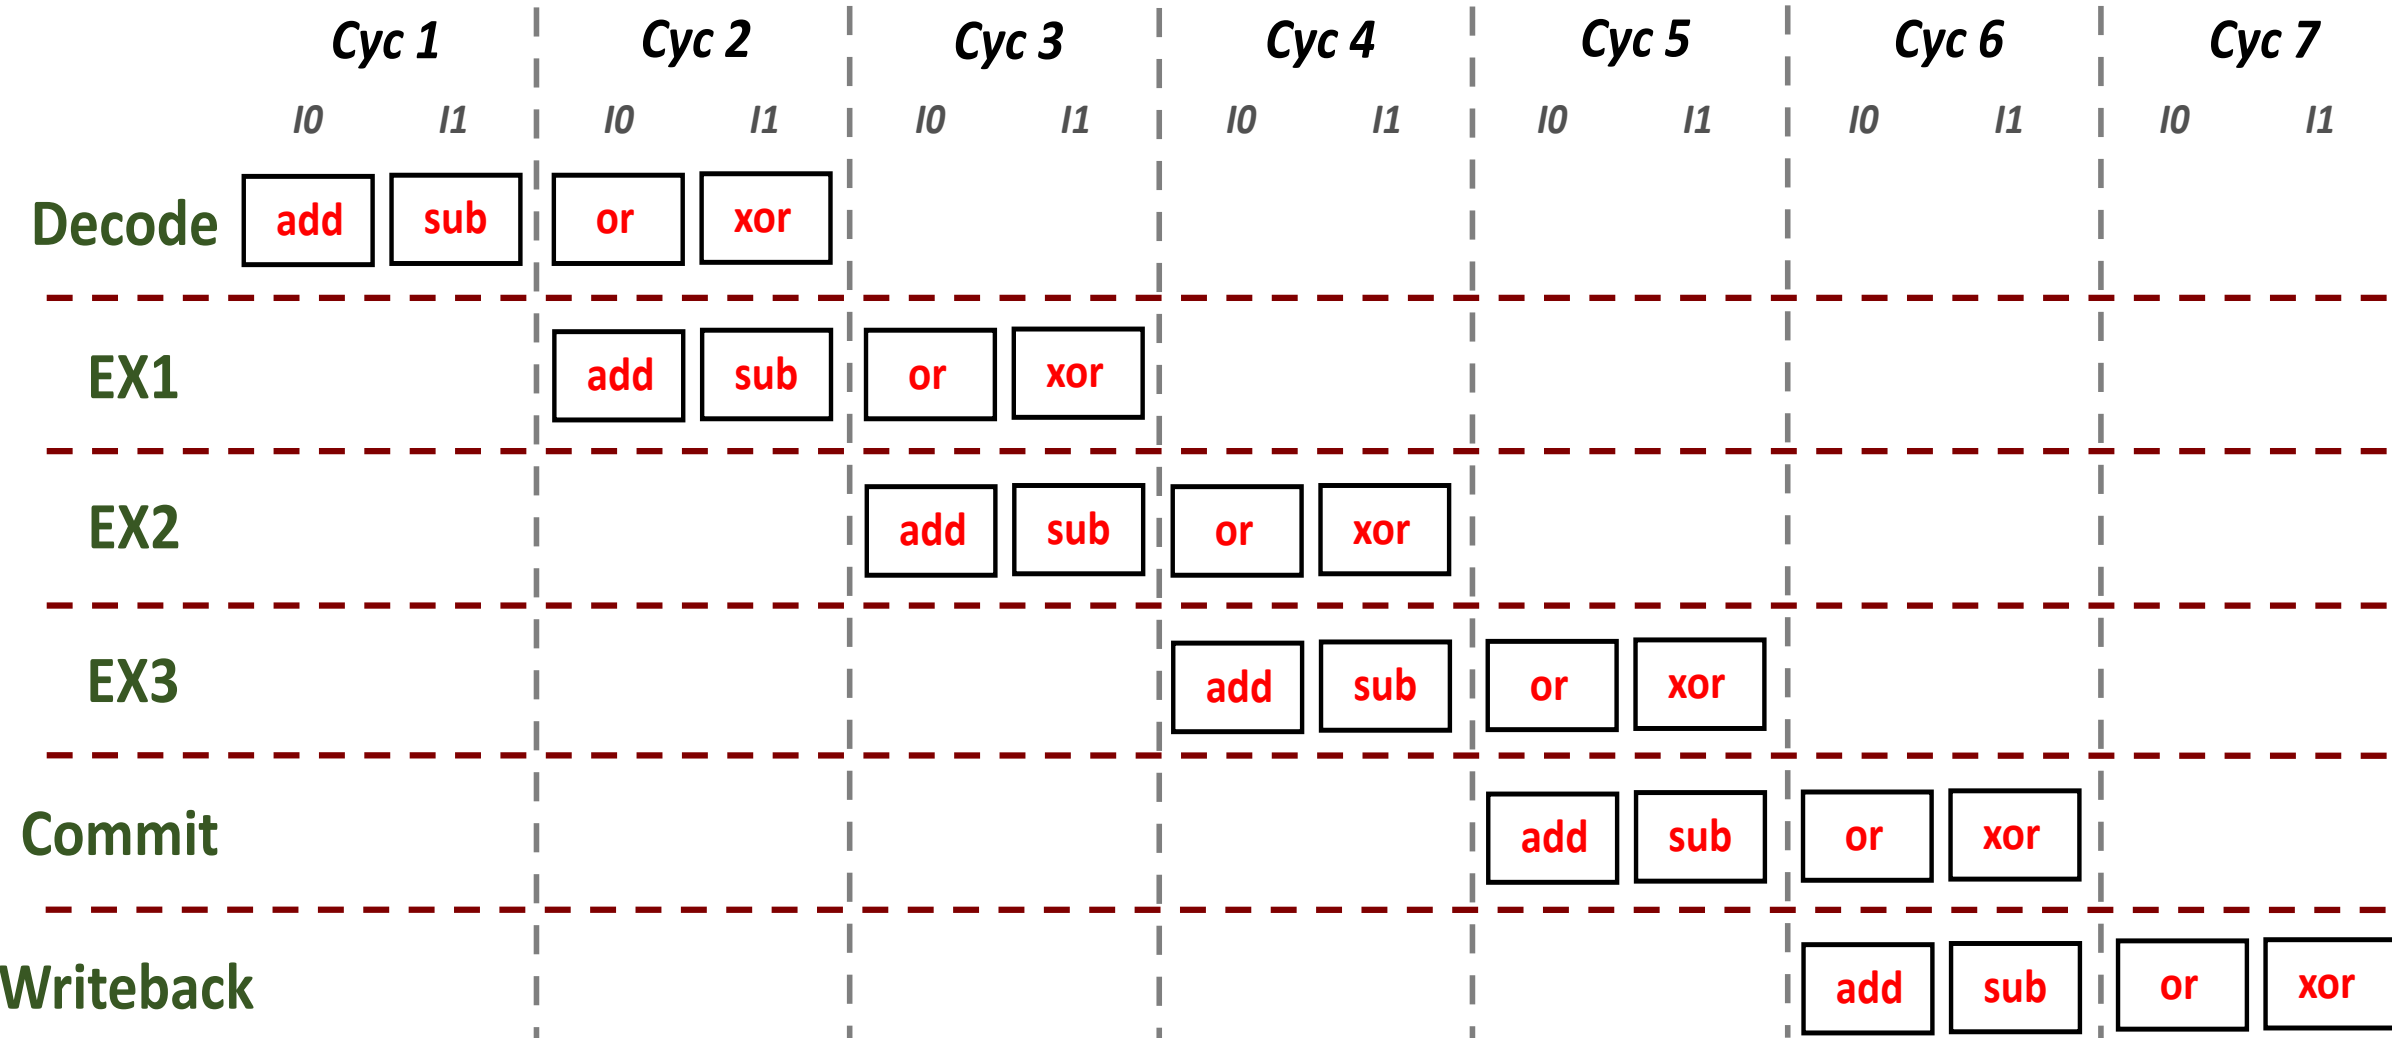 Cyc 1 Cyc 2 Cyc 3 Cyc 4 Cyc 5 Cyc 6 Cyc 7
I0 I1 I0 I1 I0 I1 I0 I1 I0 I1 I0 I1 I0 I1
Decode add sub or xor
EX1 add sub or xor
EX2 add sub or xor
EX3 add sub or xor
Commit add sub or xor
Writeback add sub or xor